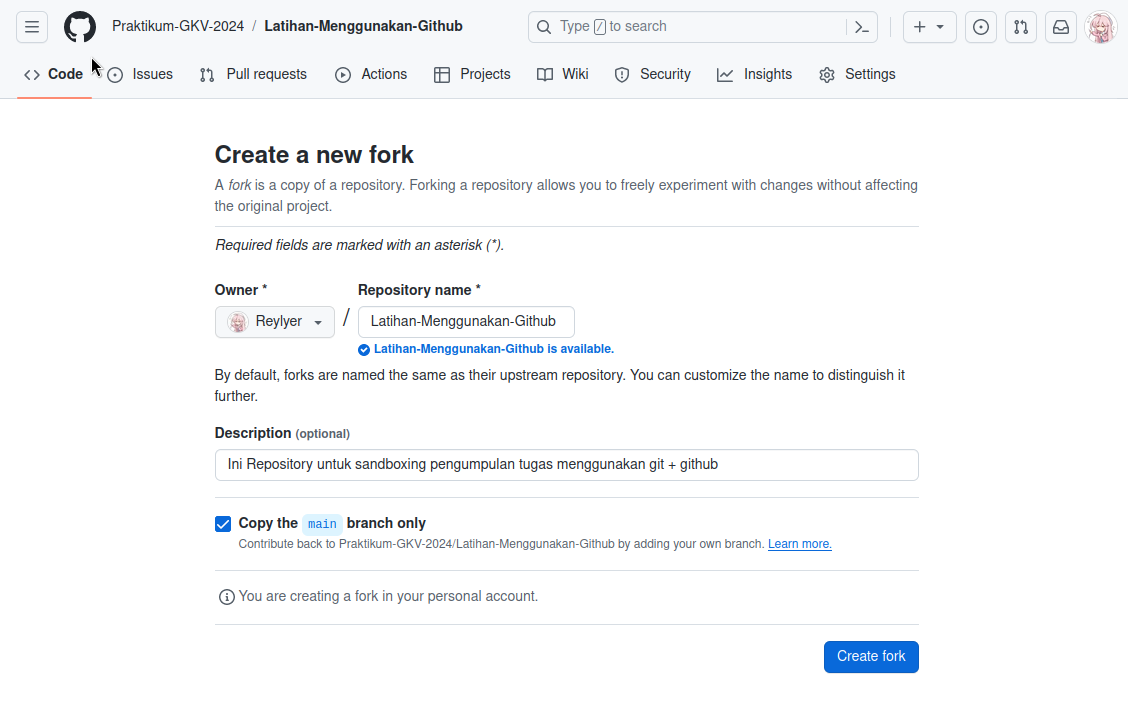 Praktikum-GKV-2024 / Latihan-Menggunakan-Github
Type / to search
Code Issues Pull requests Actions Projects Wiki Security Insights Settings
Create a new fork
A fork is a copy of a repository. Forking a repository allows you to freely experiment with changes without affecting
the original project.
Required fields are marked with an asterisk (*).
Owner * Repository name *
Reylyer / Latihan-Menggunakan-Github
Latihan-Menggunakan-Github is available.
By default, forks are named the same as their upstream repository. You can customize the name to distinguish it
further.
Description (optional)
Ini Repository untuk sandboxing pengumpulan tugas menggunakan git + github
Copy the main branch only
Contribute back to Praktikum-GKV-2024/Latihan-Menggunakan-Github by adding your own branch. Learn more.
You are creating a fork in your personal account.
Create fork